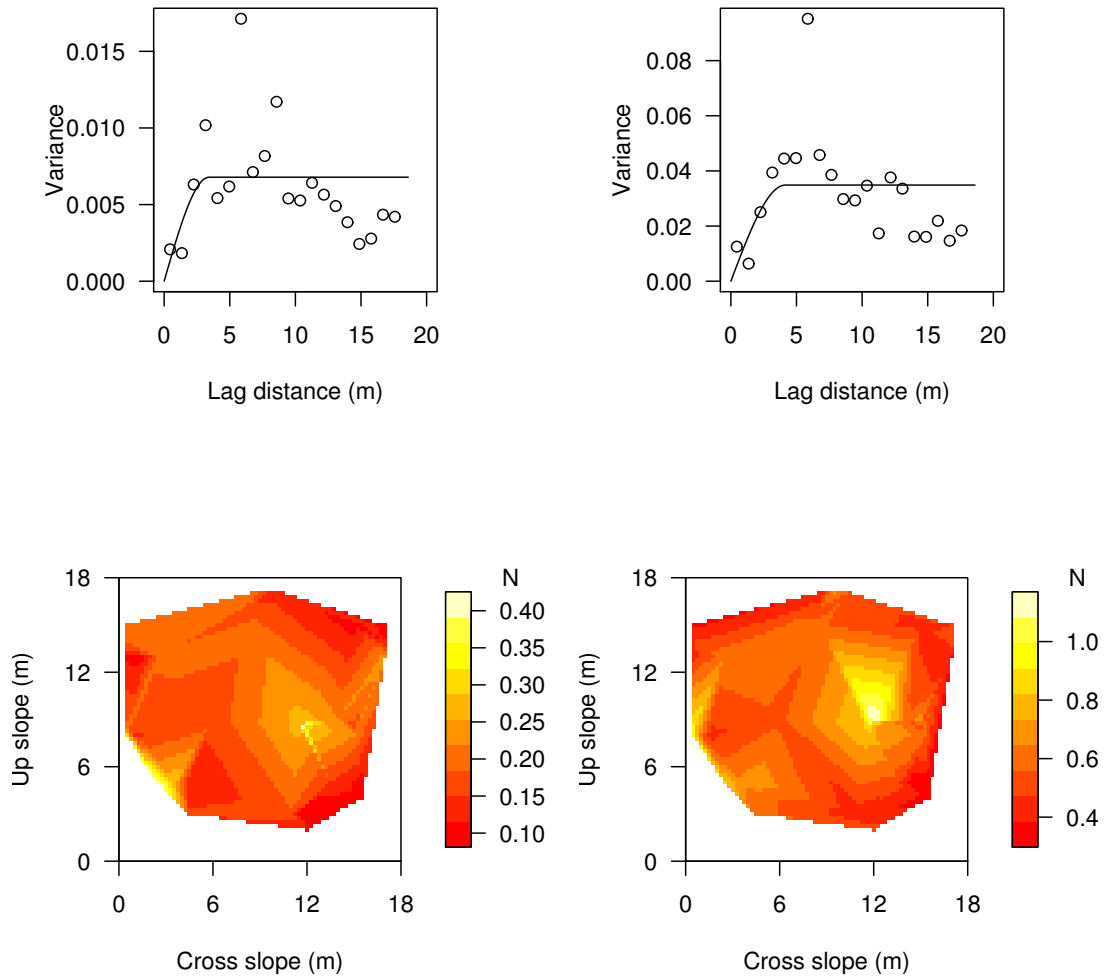 0.015
0.010
0.005
0.000
Variance
0 5 10 15 20
Lag distance (m)
0.08
0.06
0.04
0.02
0.00
Variance
0 5 10 15 20
Lag distance (m)
18
12
6
0
Up slope (m)
0 6 12 18
Cross slope (m)
N
0.40
0.35
0.30
0.25
0.20
0.15
0.10
18
12
6
0
Up slope (m)
0 6 12 18
Cross slope (m)
N
1.0
0.8
0.6
0.4